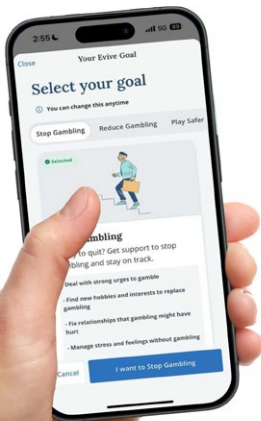 2:55
5G 69
Close
Your Evive Goal
Select your goal
You can change this anytime
Stop Gambling
Reduce Gambling
Play Safer
Selected
to quit? Get support to stop
and stay on track.
Deal with strong urges to gamble
- Find new hobbies and interests to replace
gambling
- Fix relationships that gambling might have
hurt
- Manage stress and feelings without gambling
Cancel
I want to Stop Gambling